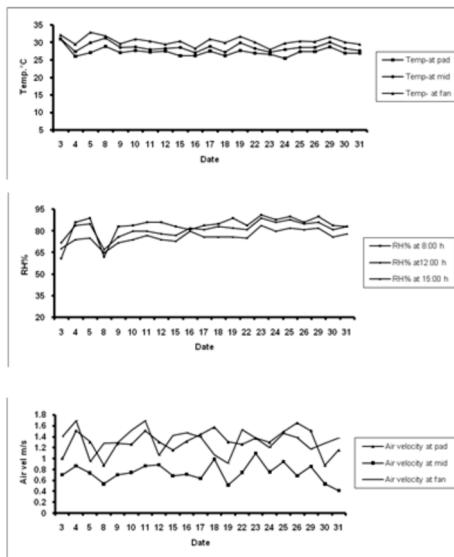 Temp.°C
35
30
25
20
15
10
5
3 4 5 8 9 10 11 12 15 16 17 18 19 22 23 24 25 26 29 30 31
Date
Temp-at pad
Temp-at mid
Temp- at fan
RH%
95
80
65
50
35
20
3 4 5 8 9 10 11 12 15 16 17 18 19 22 23 24 25 26 29 30 31
Date
RH% at 8:00 h
RH% at12:00 h
RH% at 15:00 h
Air vel m/s
1.8
1.6
1.4
1.2
1
0.8
0.6
0.4
0.2
0
3 4 5 8 9 10 11 12 15 16 17 18 19 22 23 24 25 26 29 30 31
Date
Air velocity at pad
Air velocity at mid
Air velocity at fan